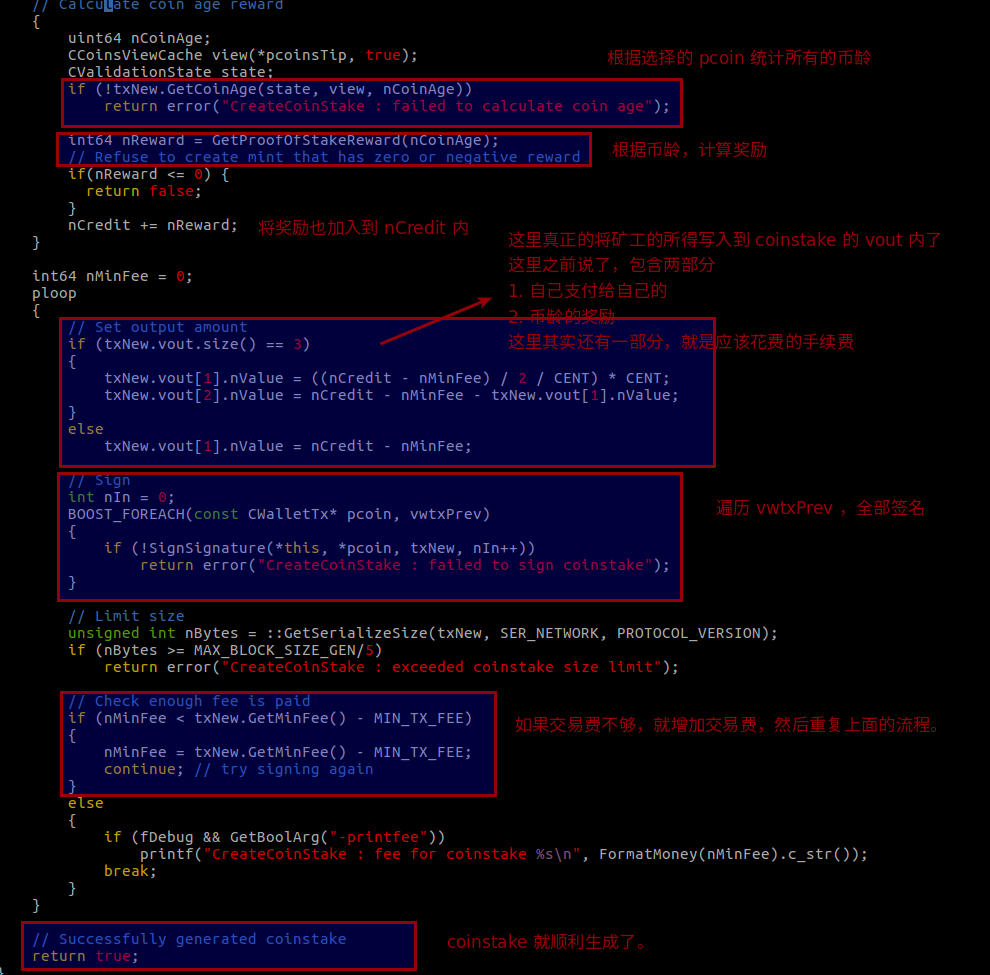 // Calculate coin age reward
{
uint64 nCoinAge;
CCoinsViewCache view(*pcoinsTip, true);
根据选择的 pcoin 统计所有的币龄
CValidationState state;
if (!txNew.GetCoinAge(state, view, nCoinAge))
return error("CreateCoinStake : failed to calculate coin age");
int64 nReward = GetProofOfStakeReward(nCoinAge);
根据币龄，计算奖励
// Refuse to create mint that has zero or negative reward
if(nReward <= 0) {
return false;
}
nCredit += nReward;
将奖励也加入到 nCredit 内
}
这里真正的将矿工的所得写入到 coinstake 的 vout 内了
这里之前说了，包含两部分
1. 自己支付给自己的
2. 币龄的奖励
这里其实还有一部分，就是应该花费的手续费
int64 nMinFee = 0;
ploop
{
// Set output amount
if (txNew.vout.size() == 3)
{
txNew.vout[1].nValue = ((nCredit - nMinFee) / 2 / CENT) * CENT;
txNew.vout[2].nValue = nCredit - nMinFee - txNew.vout[1].nValue;
}
else
txNew.vout[1].nValue = nCredit - nMinFee;
// Sign
int nIn = 0;
BOOST_FOREACH(const CWalletTx* pcoin, vwtxPrev)
遍历 vwtxPrev ，全部签名
{
if (!SignSignature(*this, *pcoin, txNew, nIn++))
return error("CreateCoinStake : failed to sign coinstake");
}
// Limit size
unsigned int nBytes = ::GetSerializeSize(txNew, SER_NETWORK, PROTOCOL_VERSION);
if (nBytes >= MAX_BLOCK_SIZE_GEN/5)
return error("CreateCoinStake : exceeded coinstake size limit");
// Check enough fee is paid
if (nMinFee < txNew.GetMinFee() - MIN_TX_FEE)
如果交易费不够，就增加交易费，然后重复上面的流程。
{
nMinFee = txNew.GetMinFee() - MIN_TX_FEE;
continue; // try signing again
}
else
{
if (fDebug && GetBoolArg("-printfee"))
printf("CreateCoinStake : fee for coinstake %s\n", FormatMoney(nMinFee).c_str());
break;
}
}
// Successfully generated coinstake
coinstake 就顺利生成了。
return true;
}